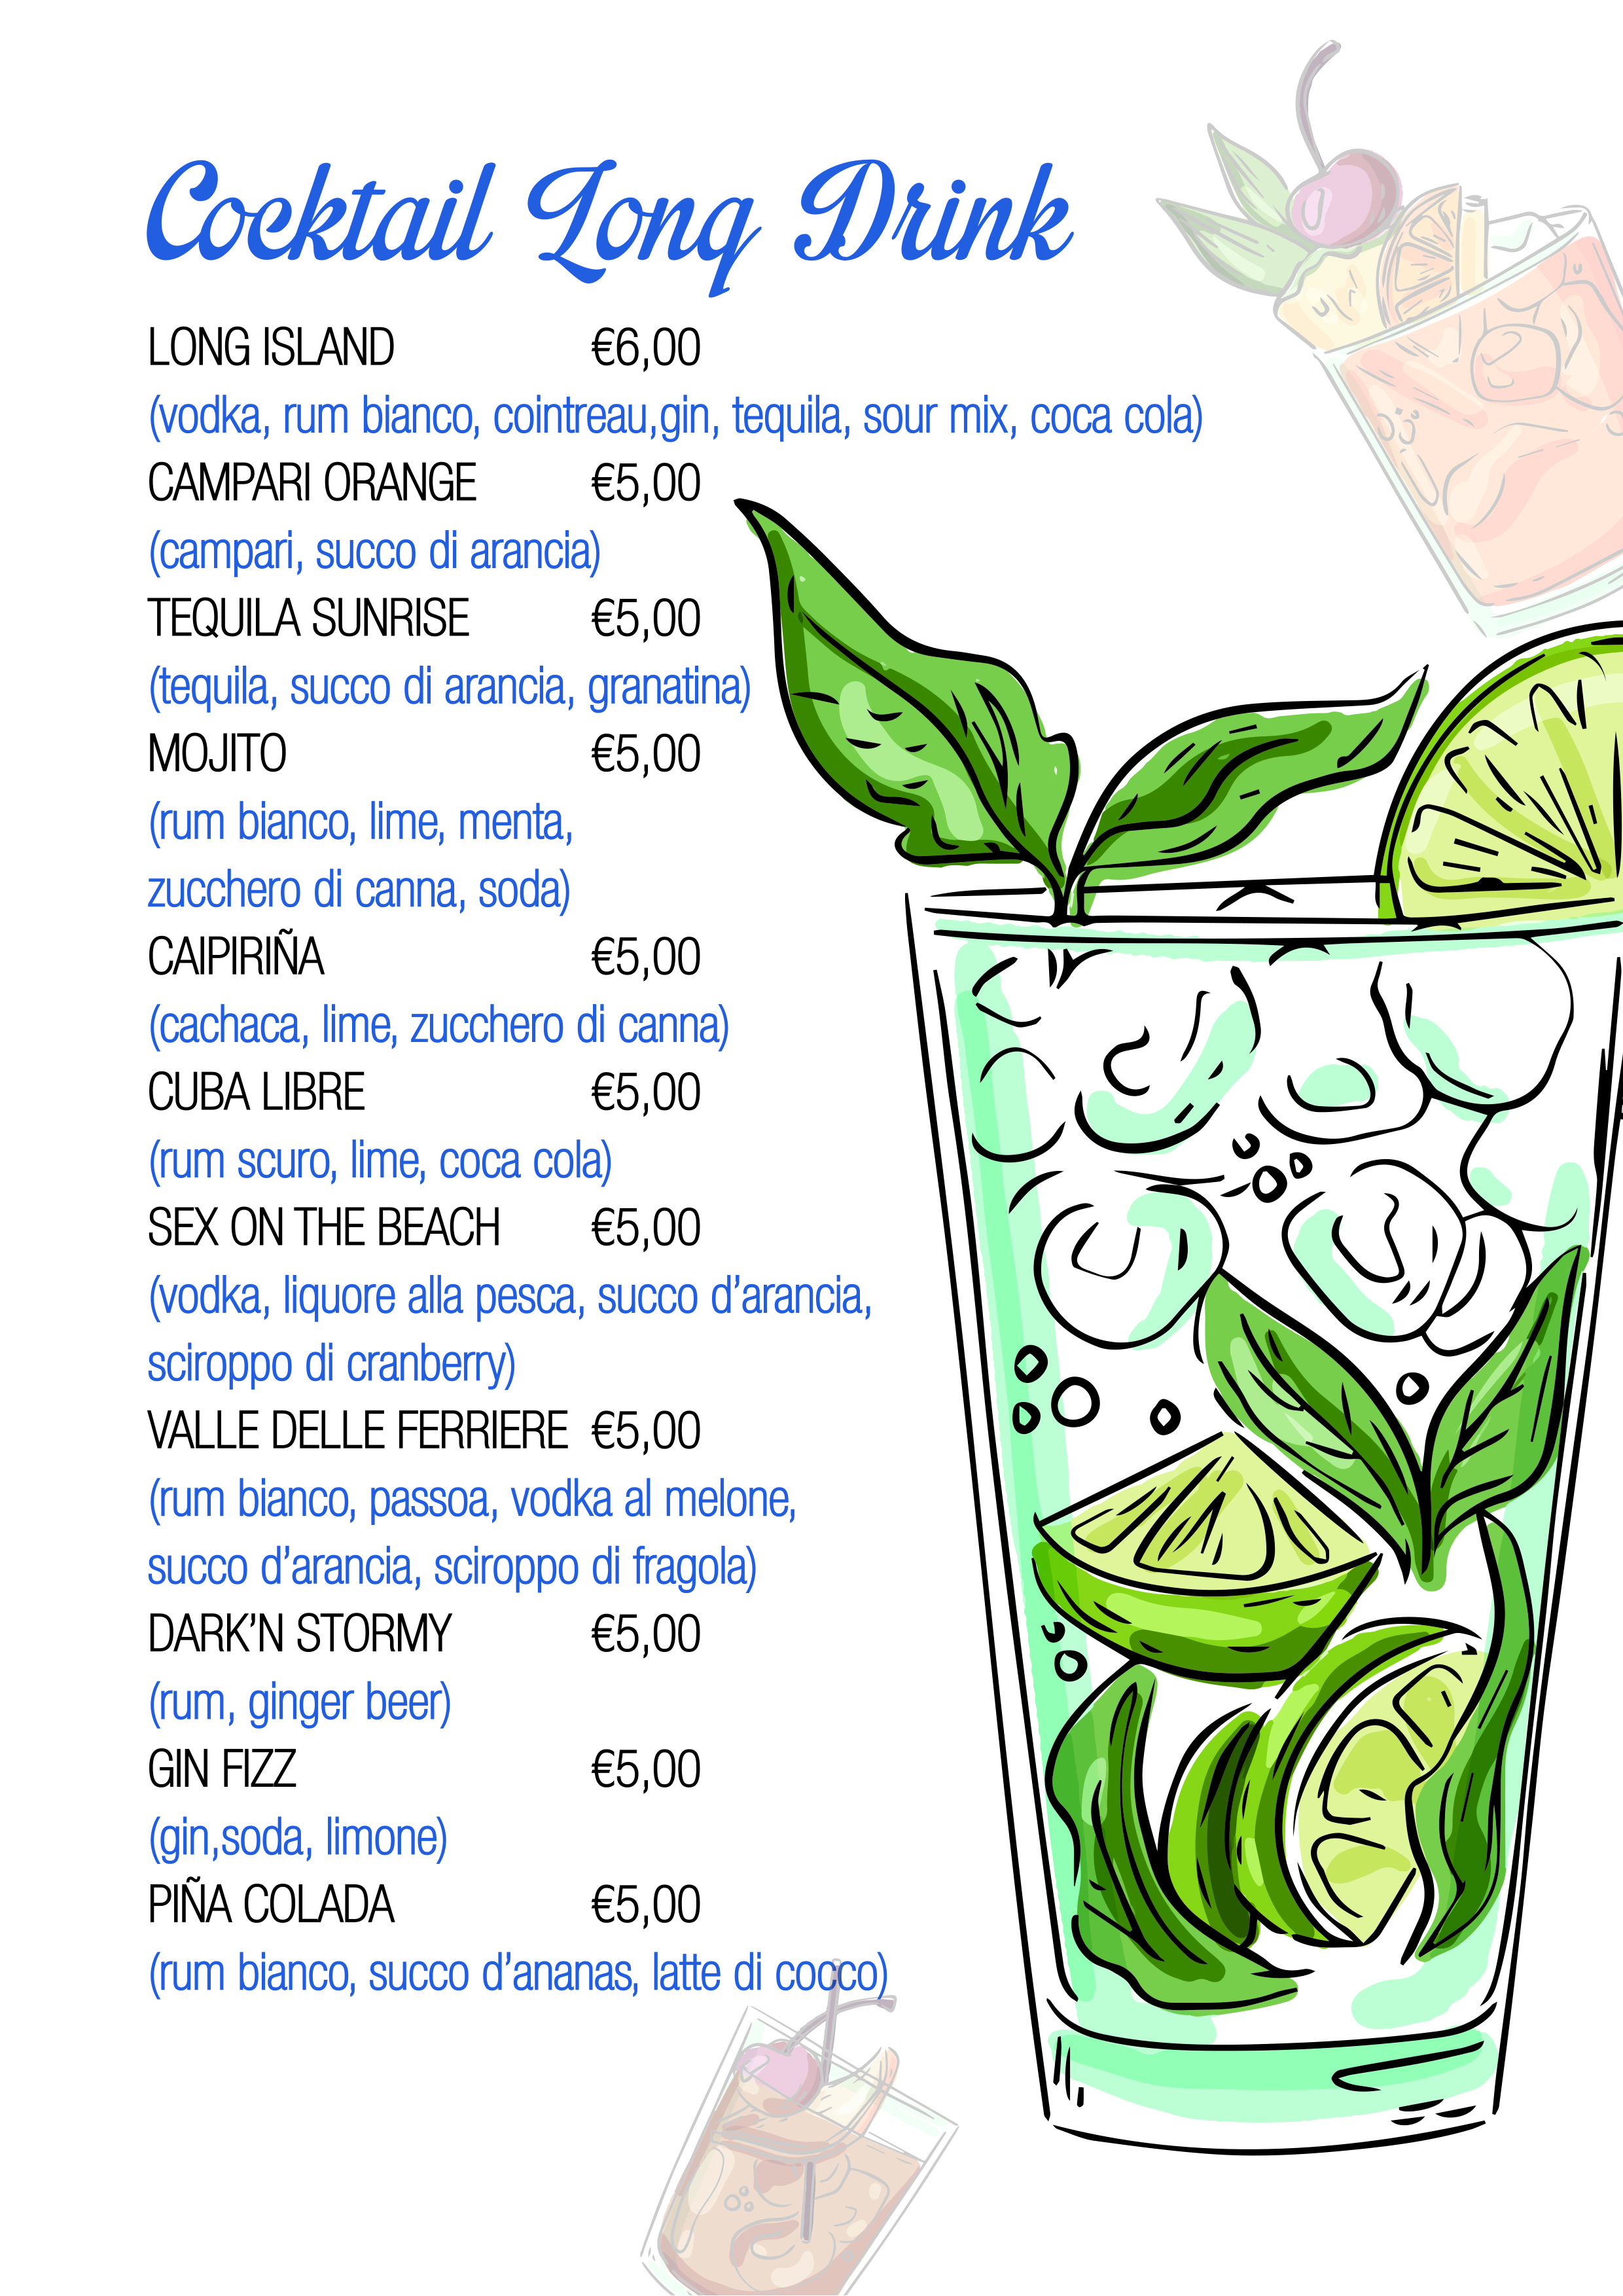 Cocktail Long Drink
LONG ISLAND €6,00
(vodka, rum bianco, cointreau,gin, tequila, sour mix, coca cola)
CAMPARI ORANGE €5,00
(campari, succo di arancia)
TEQUILA SUNRISE €5,00
(tequila, succo di arancia, granatina)
MOJITO €5,00
(rum bianco, lime, menta,
zucchero di canna, soda)
CAIPIRIÑA €5,00
(cachaca, lime, zucchero di canna)
CUBA LIBRE €5,00
(rum scuro, lime, coca cola)
SEX ON THE BEACH €5,00
(vodka, liquore alla pesca, succo d’arancia,
sciroppo di cranberry)
VALLE DELLE FERRIERE €5,00
(rum bianco, passoa, vodka al melone,
succo d’arancia, sciroppo di fragola)
DARK’N STORMY €5,00
(rum, ginger beer)
GIN FIZZ €5,00
(gin,soda, limone)
PIÑA COLADA €5,00
(rum bianco, succo d’ananas, latte di cocco)